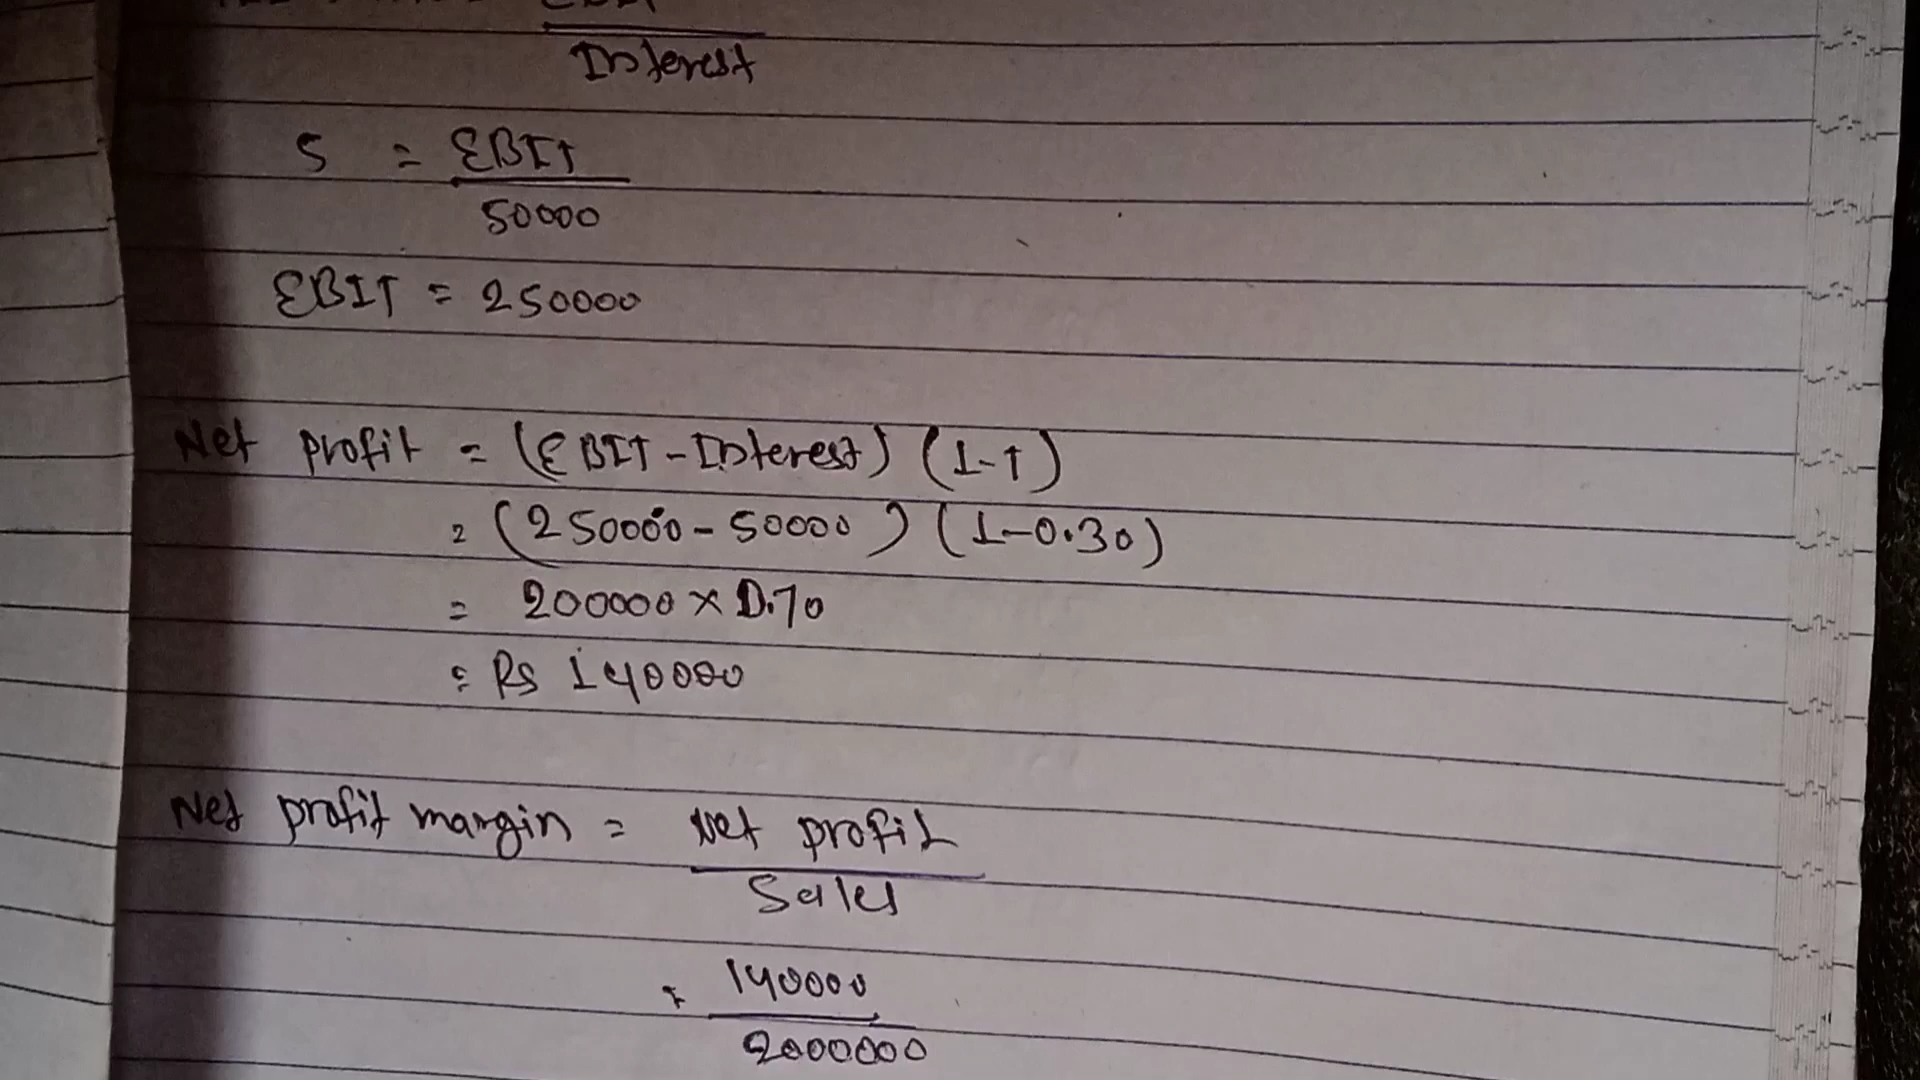 Interest
5 = EBIT
50000
EBIT = 250000
Net profit = (EBIT - Interest) (1-T)
= (250000 - 50000) (1-0.30)
= 200000 x 0.70
= Rs 140000
Net profit margin = Net profit
Sales
= 140000
2000000